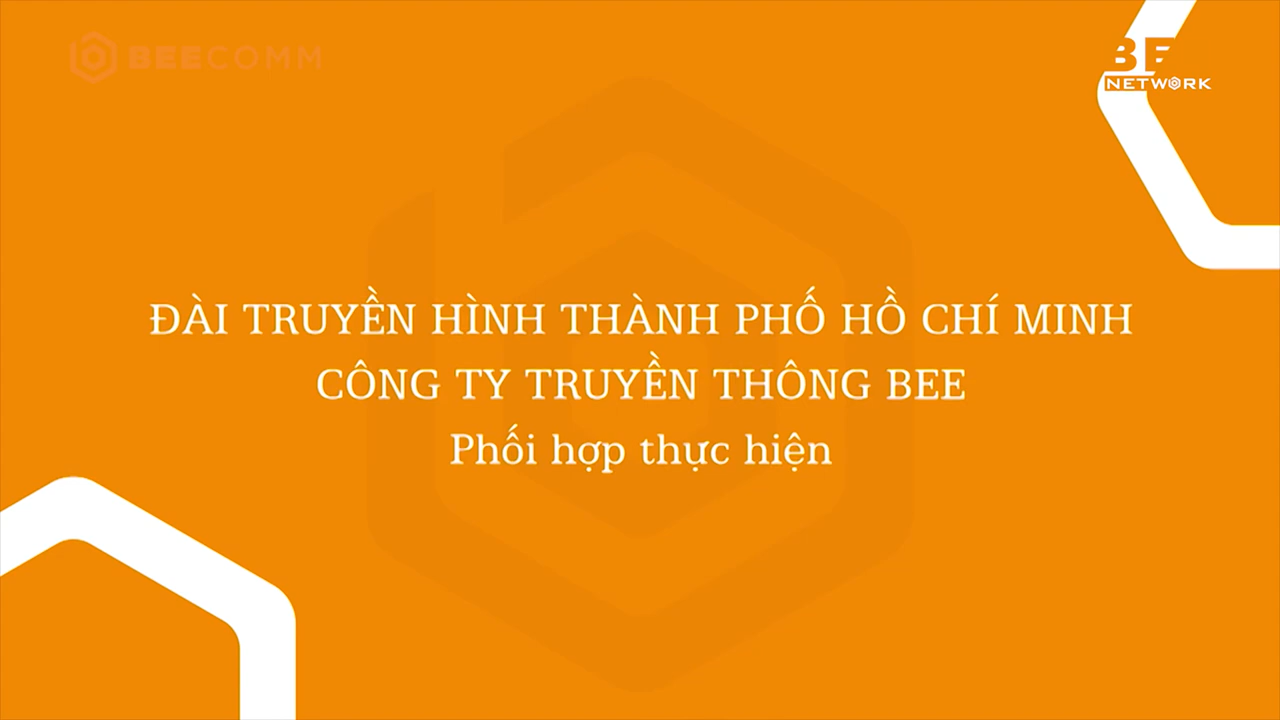 BEECOMM
BE
NETWORK
ĐÀI TRUYỀN HÌNH THÀNH PHỐ HỒ CHÍ MINH
CÔNG TY TRUYỀN THÔNG BEE
Phối hợp thực hiện